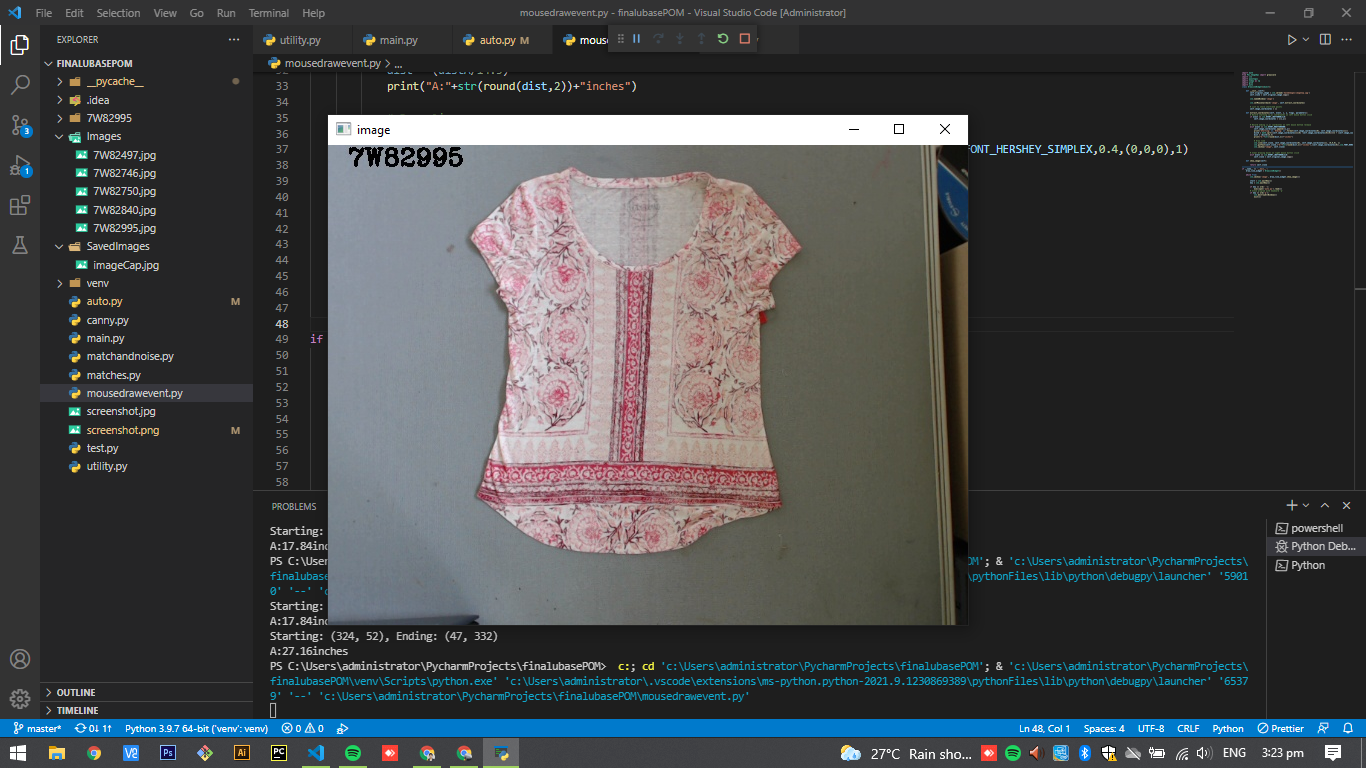 File Edit Selection View Go Run Terminal Help
mousedrawevent.py - finalubasePOM - Visual Studio Code [Administrator]
EXPLORER
utility.py
main.py
auto.py M
mous
FINALUBASEPOM
mousedrawevent.py > ...
__pycache__
.idea
7W82995
Images
7W82497.jpg
7W82746.jpg
7W82750.jpg
7W82840.jpg
7W82995.jpg
SavedImages
imageCap.jpg
venv
auto.py M
canny.py
main.py
matchandnoise.py
matches.py
mousedrawevent.py
screenshot.jpg
screenshot.png M
test.py
utility.py
OUTLINE
TIMELINE
33 print("A:"+str(round(dist,2))+"inches")
34
35
36
37 FONT_HERSHEY_SIMPLEX,0.4,(0,0,0),1)
38
39
40
41
42
43
44
45
46
47
48
49 if
50
51
52
53
54
55
56
57
58
image
7W82995
PROBLEMS
Starting:
A:17.84inc
PS C:\User
finalubase
\pythonFiles\lib\python\debugpy\launcher' '5901
0' '--' 'c
Starting:
A:17.84inc
Starting: (324, 52), Ending: (47, 332)
A:27.16inches
PS C:\Users\administrator\PycharmProjects\finalubasePOM> c:; cd 'c:\Users\administrator\PycharmProjects\finalubasePOM'; & 'c:\Users\administrator\PycharmProjects\
finalubasePOM\venv\Scripts\python.exe' 'c:\Users\administrator\.vscode\extensions\ms-python.python-2021.9.1230869389\pythonFiles\lib\python\debugpy\launcher' '6537
9' '--' 'c:\Users\administrator\PycharmProjects\finalubasePOM\mousedrawevent.py'
powershell
Python Deb...
Python
master* 0↓ 1↑ Python 3.9.7 64-bit ('venv': venv) 0 0
Ln 48, Col 1 Spaces: 4 UTF-8 CRLF Python Prettier
27°C Rain sho... ENG 3:23 pm